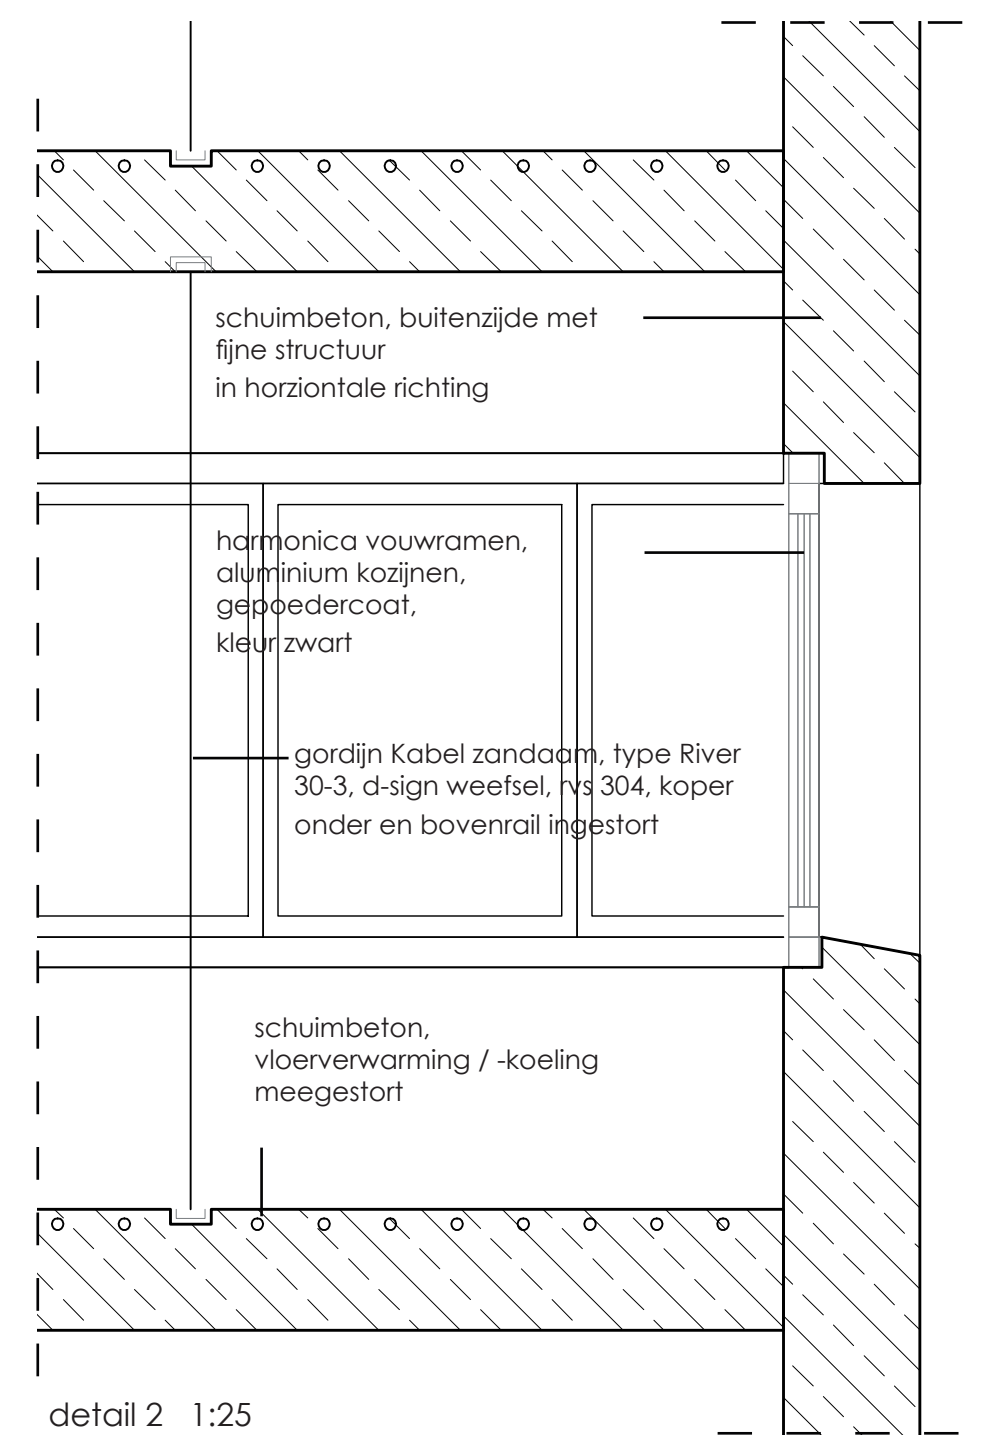 schuimbeton, buitenzijde met
fijne structuur
in horziontale richting
harmonica vouwramen,
aluminium kozijnen,
gepoedercoat,
kleur zwart
gordijn Kabel zandaam, type River
30-3, d-sign weefsel, rvs 304, koper
onder en bovenrail ingestort
schuimbeton,
vloerverwarming / -koeling
meegestort
detail 2 1:25